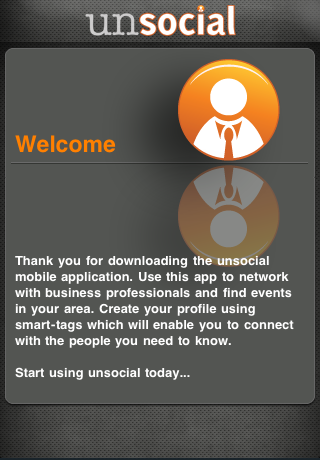 unsocial
Welcome
Thank you for downloading the unsocial
mobile application. Use this app to network
with business professionals and find events
in your area. Create your profile using
smart-tags which will enable you to connect
with the people you need to know.
Start using unsocial today...